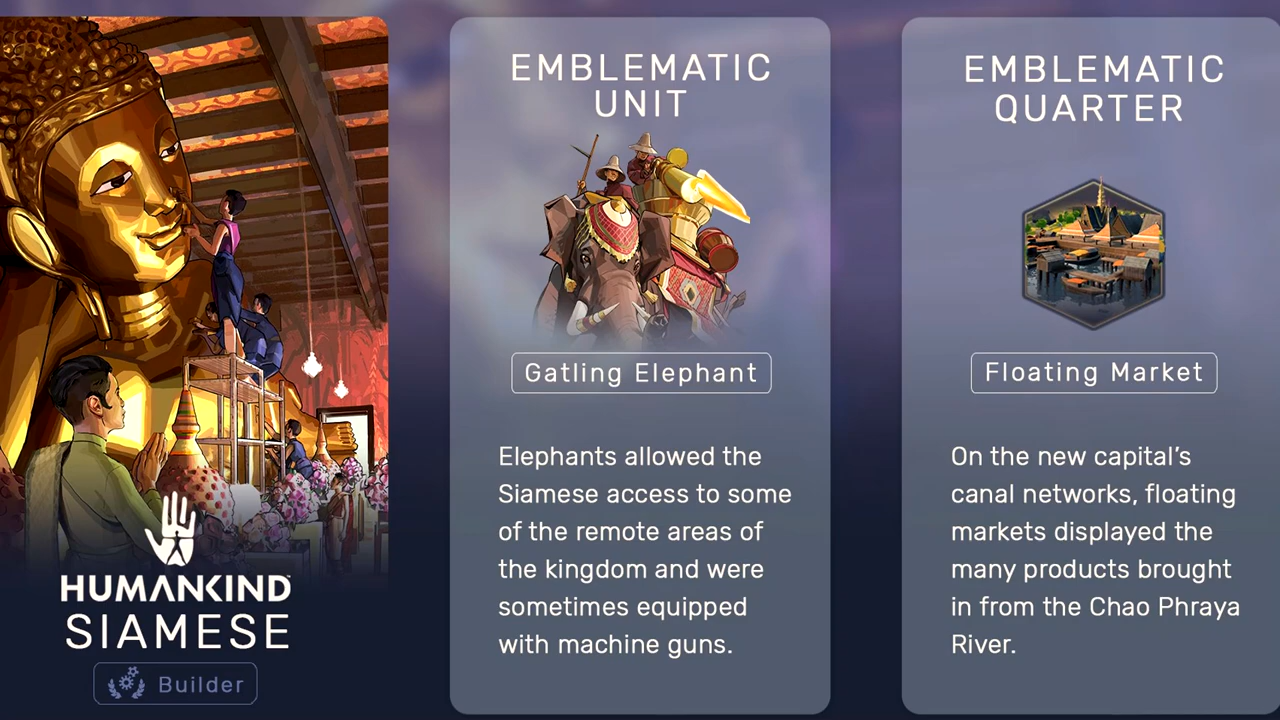 HUMANKIND
SIAMESE
Builder
EMBLEMATIC
UNIT
Gatling Elephant
Elephants allowed the
Siamese access to some
of the remote areas of
the kingdom and were
sometimes equipped
with machine guns.
EMBLEMATIC
QUARTER
Floating Market
On the new capital’s
canal networks, floating
markets displayed the
many products brought
in from the Chao Phraya
River.